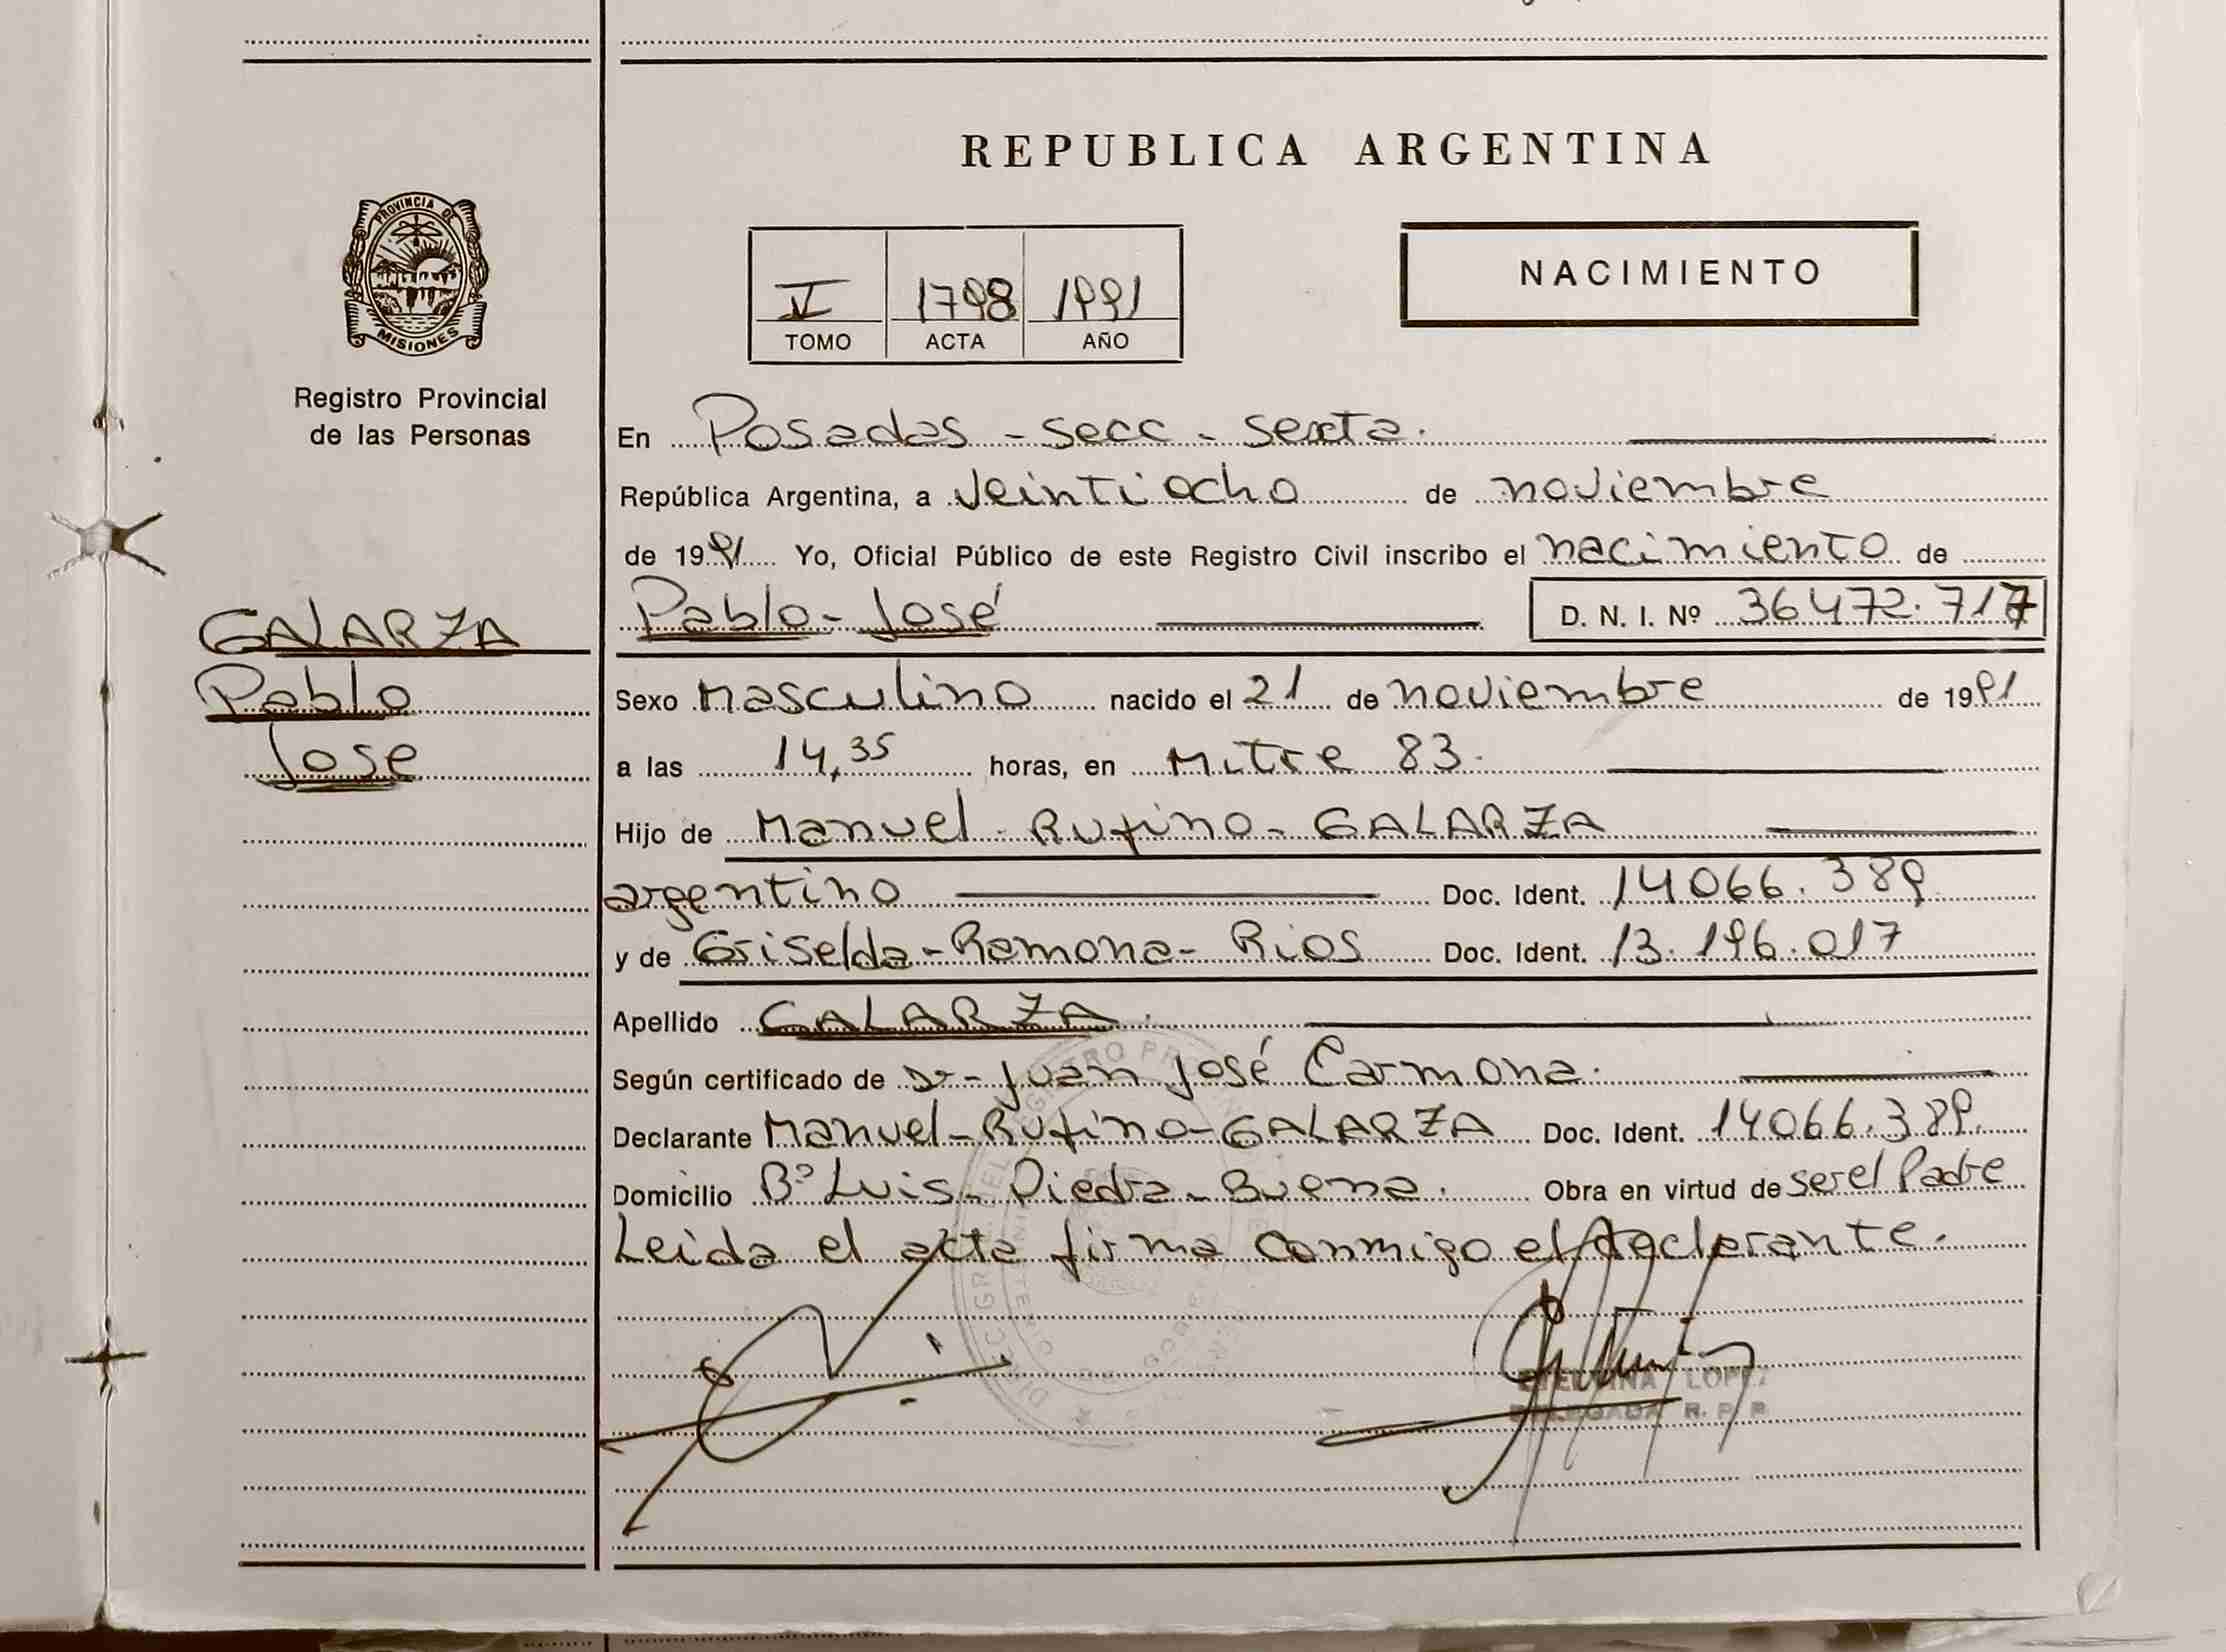 REPUBLICA ARGENTINA
PROVINCIA DE
MISIONES
Registro Provincial
de las Personas
V 1798 1991
TOMO ACTA AÑO
NACIMIENTO
En Posadas - secc - sexta.
República Argentina, a veintiocho de noviembre
de 1991 Yo, Oficial Público de este Registro Civil inscribo el nacimiento de
GALARZA
Pablo
Jose
Pablo - José D. N. I. Nº 36472.717
Sexo Masculino nacido el 21 de noviembre de 1991
a las 14,35 horas, en Mitre 83.
Hijo de Manuel - Rufino - GALARZA
argentino Doc. Ident. 14066.389
y de Griselda - Ramona - Rios Doc. Ident. 13.196.017
Apellido GALARZA.
Según certificado de Dr - Juan José Carmona.
Declarante Manuel - Rufino - GALARZA Doc. Ident. 14066.389.
Domicilio Bº Luis - Piedra - Buena. Obra en virtud de ser el Padre
Leida el acta firma conmigo el declarante.
LOPEZ
DELEGADA R. P. P.